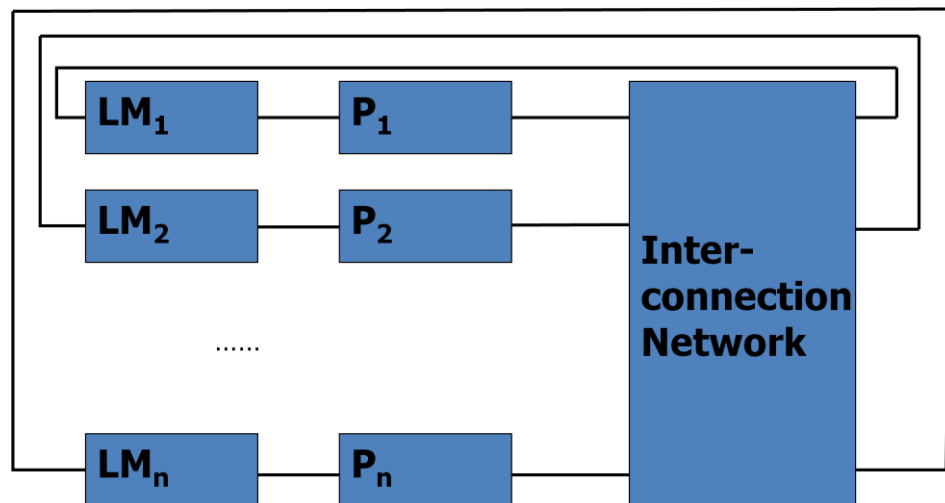 LM₁
P₁
LM₂
P₂
Inter-
connection
Network
......
LMₙ
Pₙ